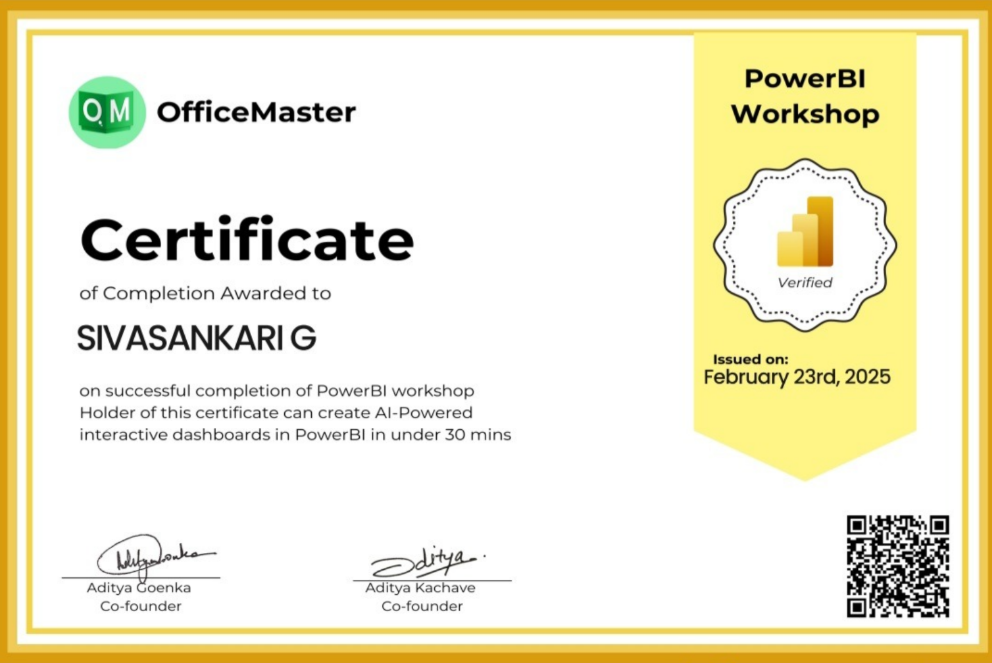 QM OfficeMaster
PowerBI
Workshop
Verified
Issued on:
February 23rd, 2025
Certificate
of Completion Awarded to
SIVASANKARI G
on successful completion of PowerBI workshop
Holder of this certificate can create AI-Powered
interactive dashboards in PowerBI in under 30 mins
Aditya
Aditya Goenka
Co-founder
Aditya Kachave
Co-founder